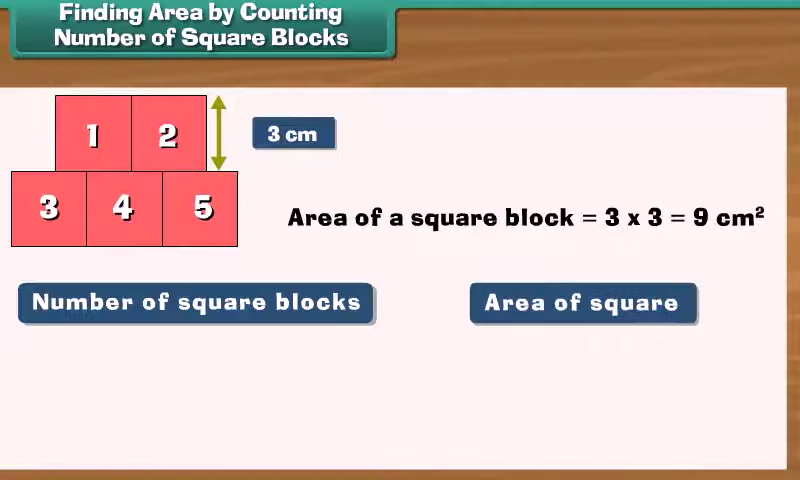 Finding Area by Counting
Number of Square Blocks
1 2
3 cm
3 4 5
Area of a square block = 3 x 3 = 9 cm²
Number of square blocks
Area of square